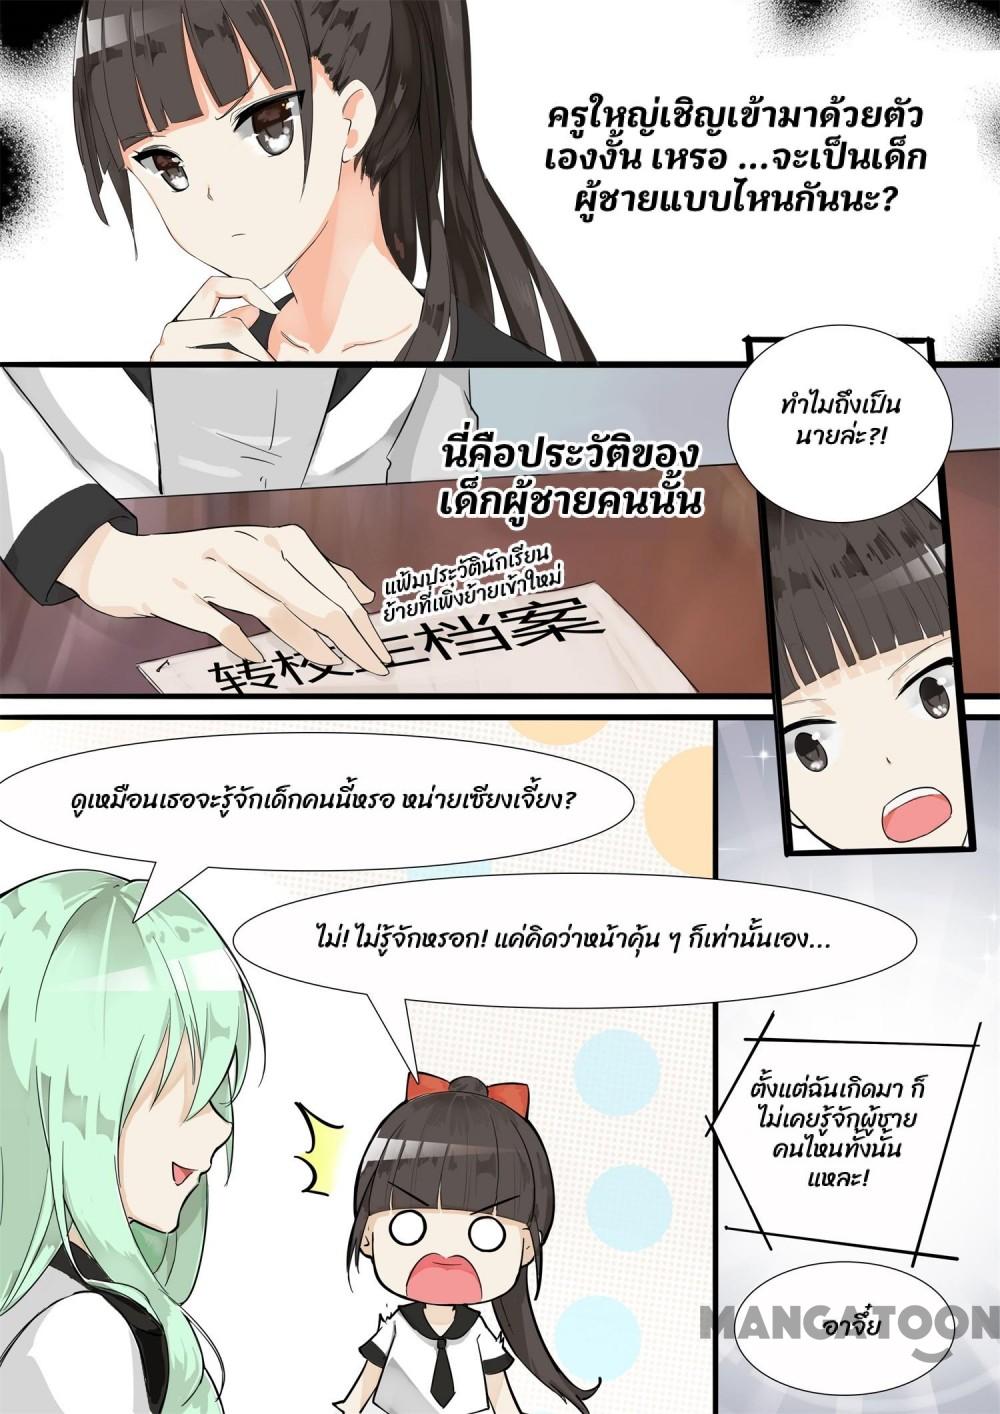 ครูใหญ่เชิญเข้ามาด้วยตัว
เองงั้น เหรอ ...จะเป็นเด็ก
ผู้ชายแบบไหนกันนะ?
ทำไมถึงเป็น
นายล่ะ?!
นี่คือประวัติของ
เด็กผู้ชายคนนั้น
แฟ้มประวัตินักเรียน
ย้ายที่เพิ่งย้ายเข้าใหม่
转校生档案
ดูเหมือนเธอจะรู้จักเด็กคนนี้หรอ หน่ายเซียงเจี้ยง?
ไม่! ไม่รู้จักหรอก! แค่คิดว่าหน้าคุ้น ๆ ก็เท่านั้นเอง...
ตั้งแต่ฉันเกิดมา ก็
ไม่เคยรู้จักผู้ชาย
คนไหนทั้งนั้น
แหละ!
อาจึ๋ย
MANGATOON